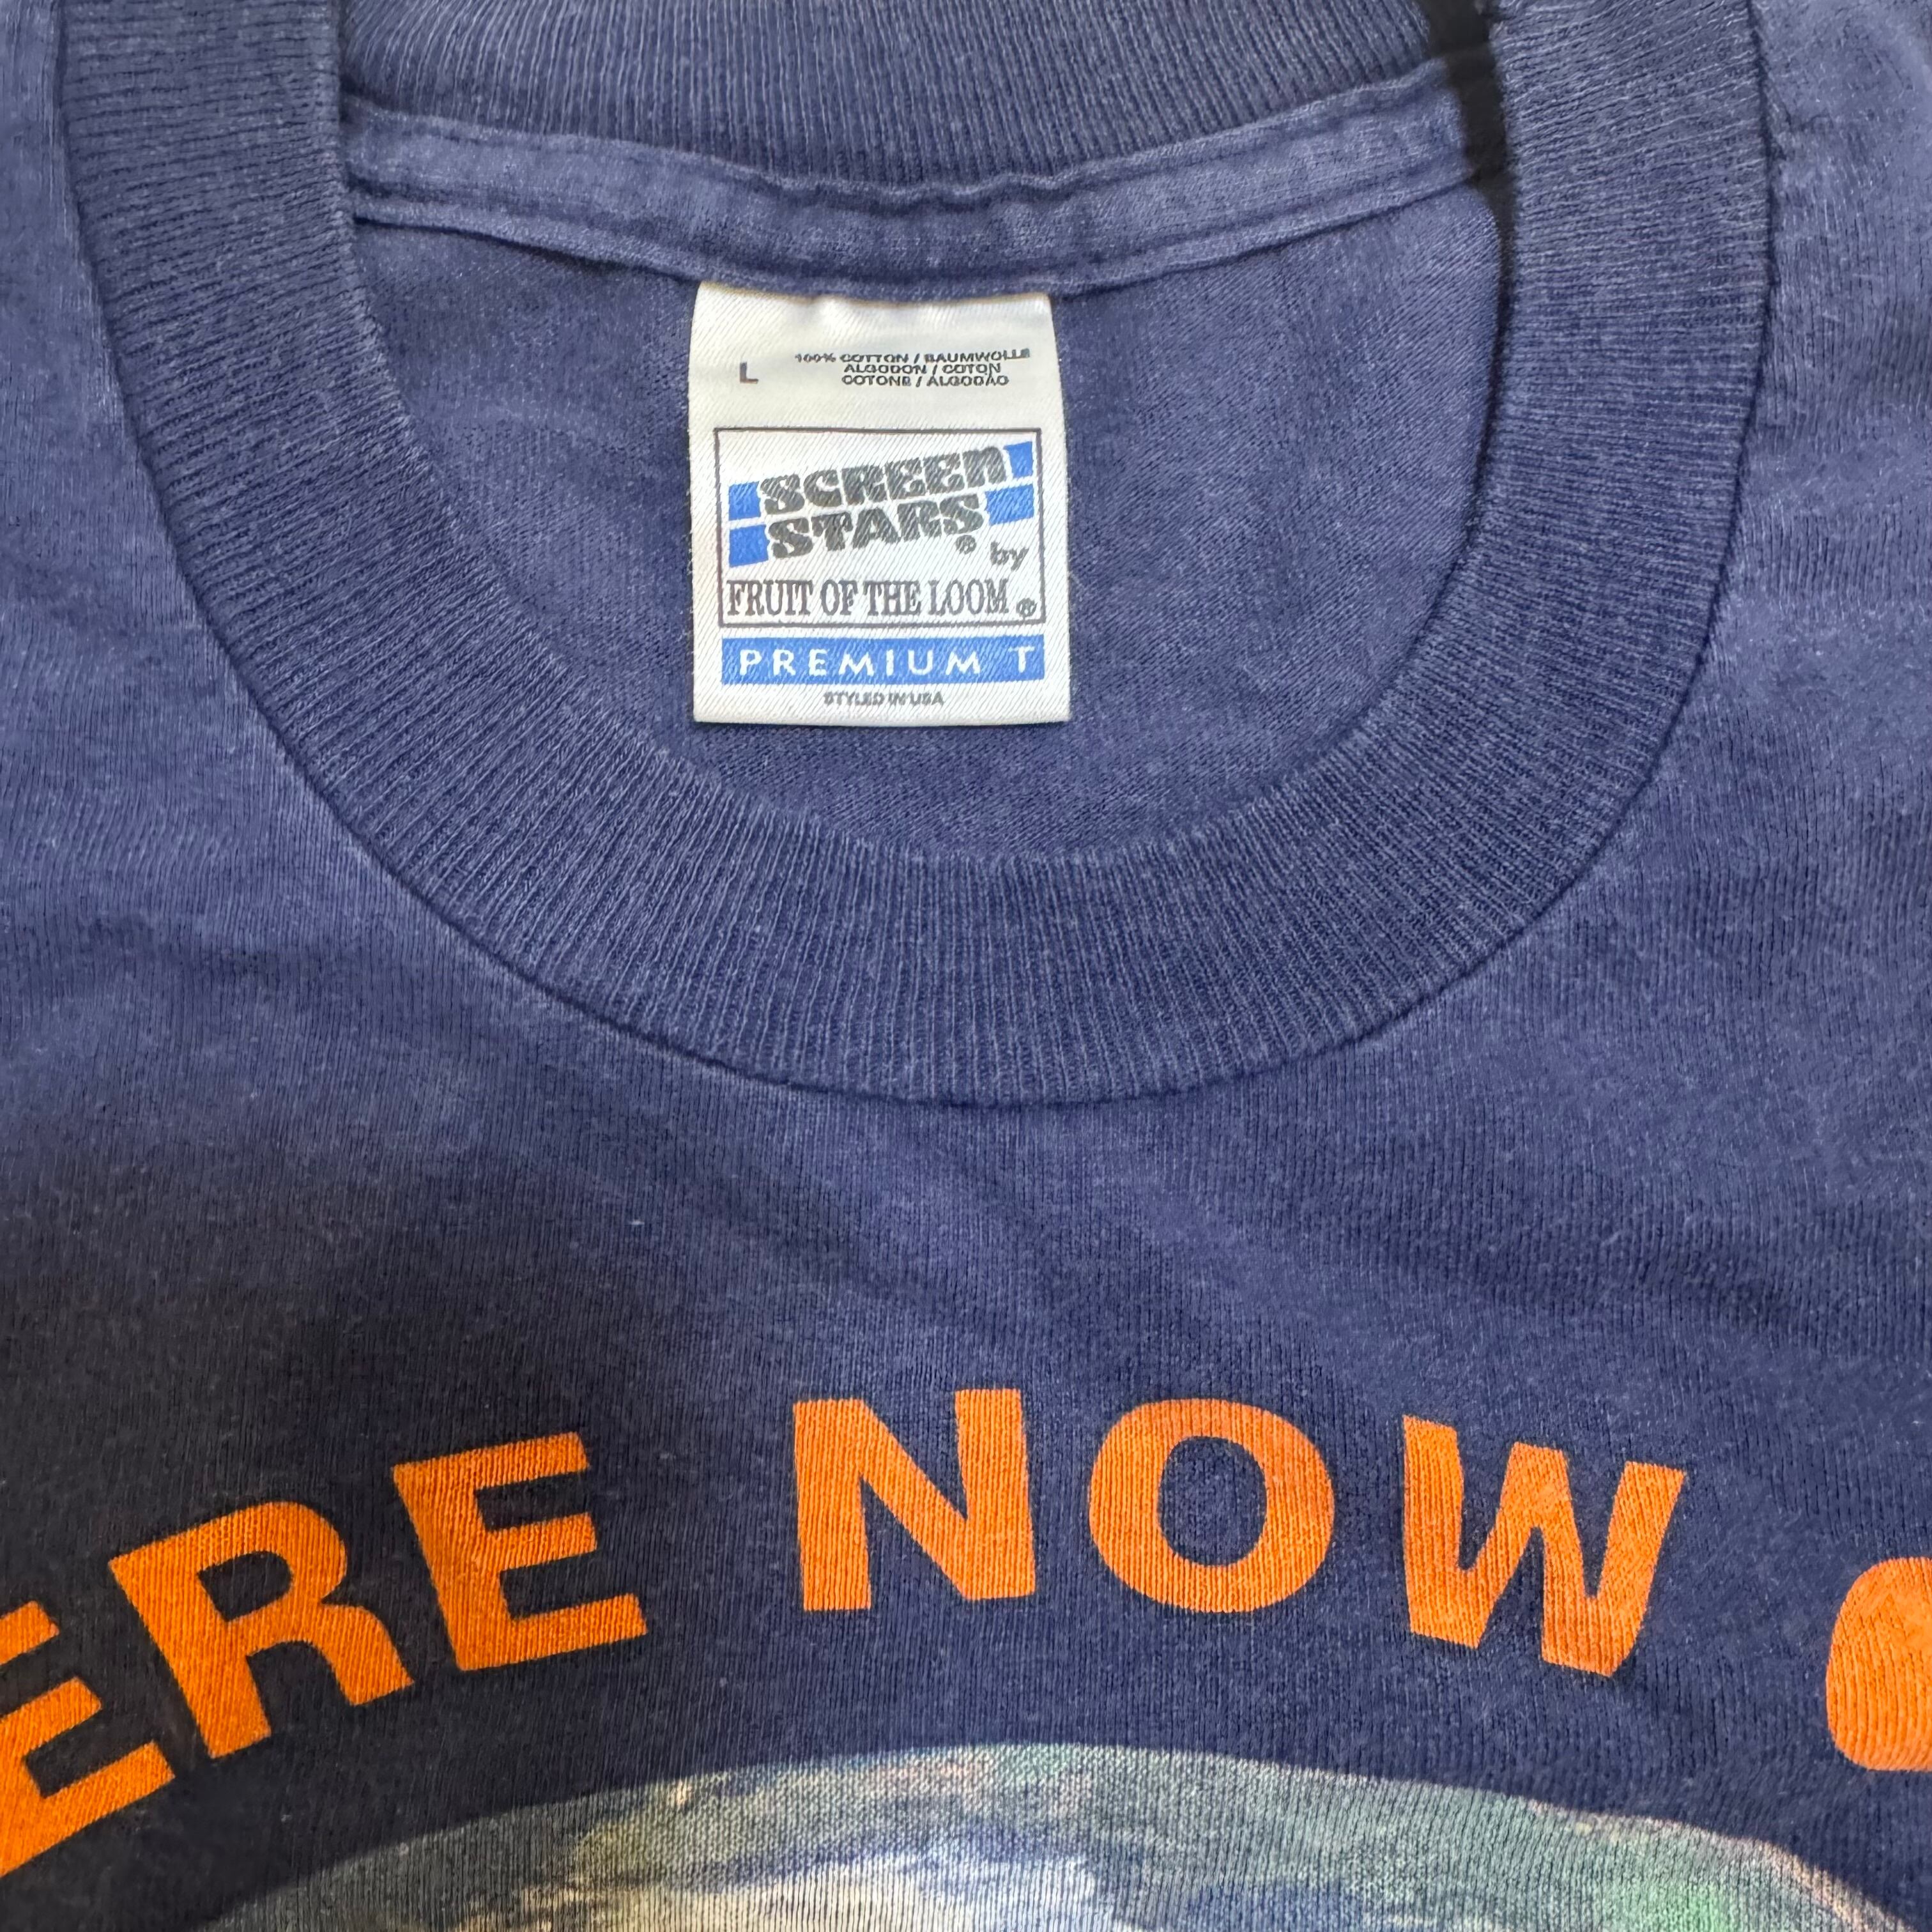 L
100% COTTON / BAUMWOLLE
ALGODON / COTON
COTONE / ALGODÃO
SCREEN
STARS®
by
FRUIT OF THE LOOM®
PREMIUM T
STYLED IN USA
ERE NOW